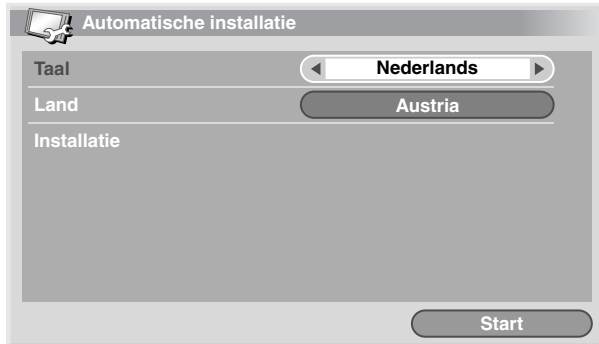 Automatische installatie
Taal Nederlands
Land Austria
Installatie
Start